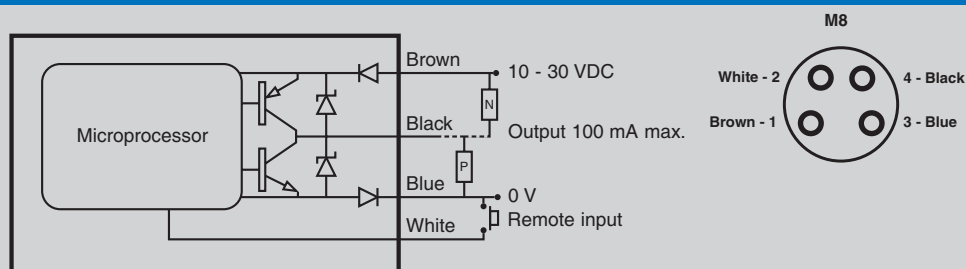 M8
Brown
10 - 30 VDC
White - 2
4 - Black
N
Microprocessor
Black
Output 100 mA max.
Brown - 1
3 - Blue
P
Blue
0 V
White
Remote input